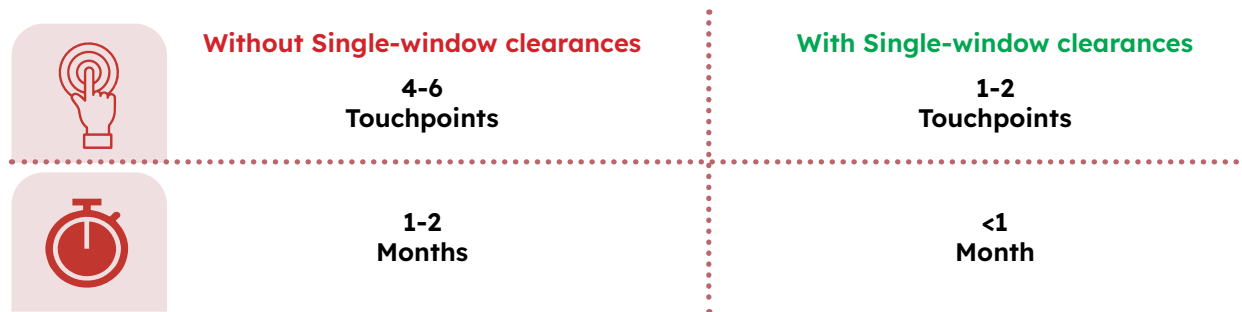 Without Single-window clearances
With Single-window clearances
4-6
Touchpoints
1-2
Touchpoints
1-2
Months
<1
Month